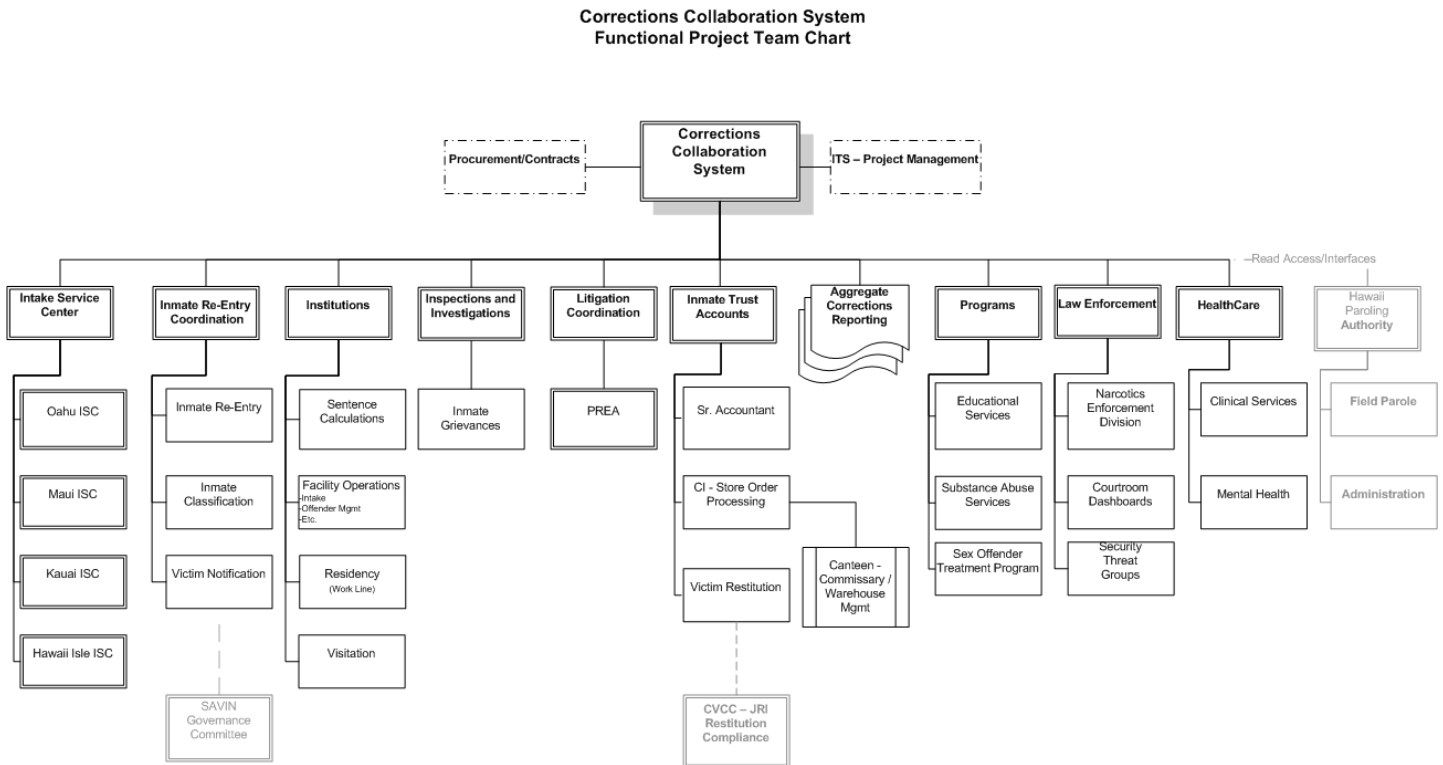 Corrections Collaboration System
Functional Project Team Chart
Procurement/Contracts
Corrections
Collaboration
System
ITS – Project Management
Read Access/Interfaces
Intake Service
Center
Inmate Re-Entry
Coordination
Institutions
Inspections and
Investigations
Litigation
Coordination
Inmate Trust
Accounts
Aggregate
Corrections
Reporting
Programs
Law Enforcement
HealthCare
Hawaii
Paroling
Authority
Oahu ISC
Inmate Re-Entry
Sentence
Calculations
Inmate
Grievances
PREA
Sr. Accountant
Educational
Services
Narcotics
Enforcement
Division
Clinical Services
Field Parole
Maui ISC
Inmate
Classification
Facility Operations
-Intake
-Offender Mgmt
-Etc.
CI - Store Order
Processing
Substance Abuse
Services
Courtroom
Dashboards
Mental Health
Administration
Kauai ISC
Victim Notification
Residency
(Work Line)
Victim Restitution
Canteen -
Commissary /
Warehouse
Mgmt
Sex Offender
Treatment Program
Security
Threat
Groups
Hawaii Isle ISC
Visitation
SAVIN
Governance
Committee
CVCC – JRI
Restitution
Compliance